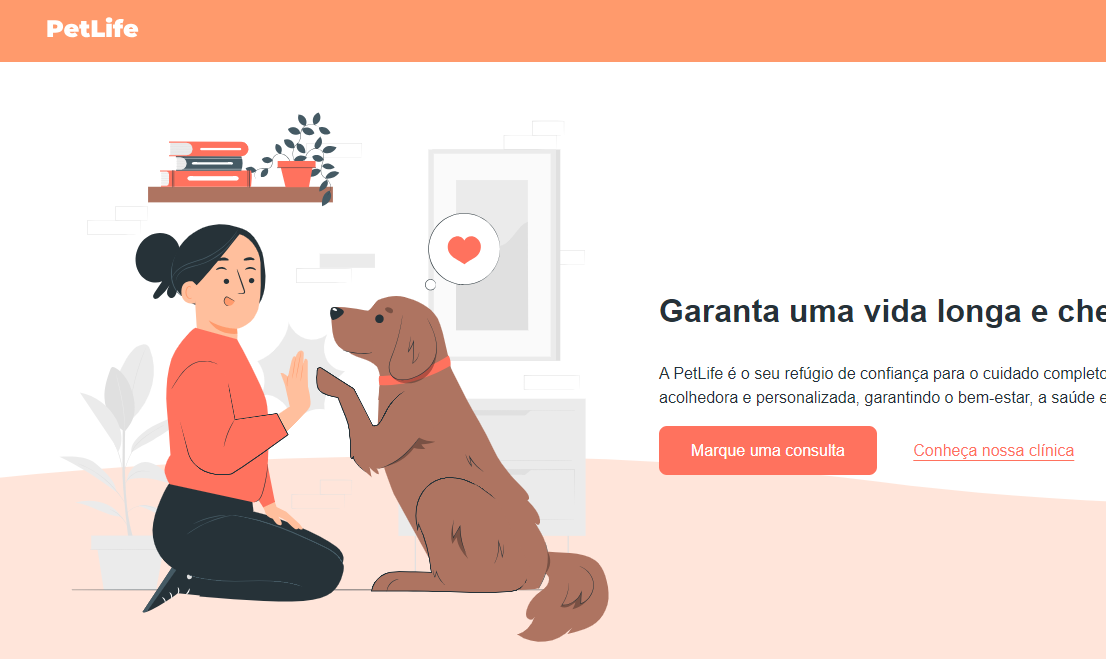 PetLife
Garanta uma vida longa e che
A PetLife é o seu refúgio de confiança para o cuidado completo
acolhedora e personalizada, garantindo o bem-estar, a saúde e
Marque uma consulta
Conheça nossa clínica